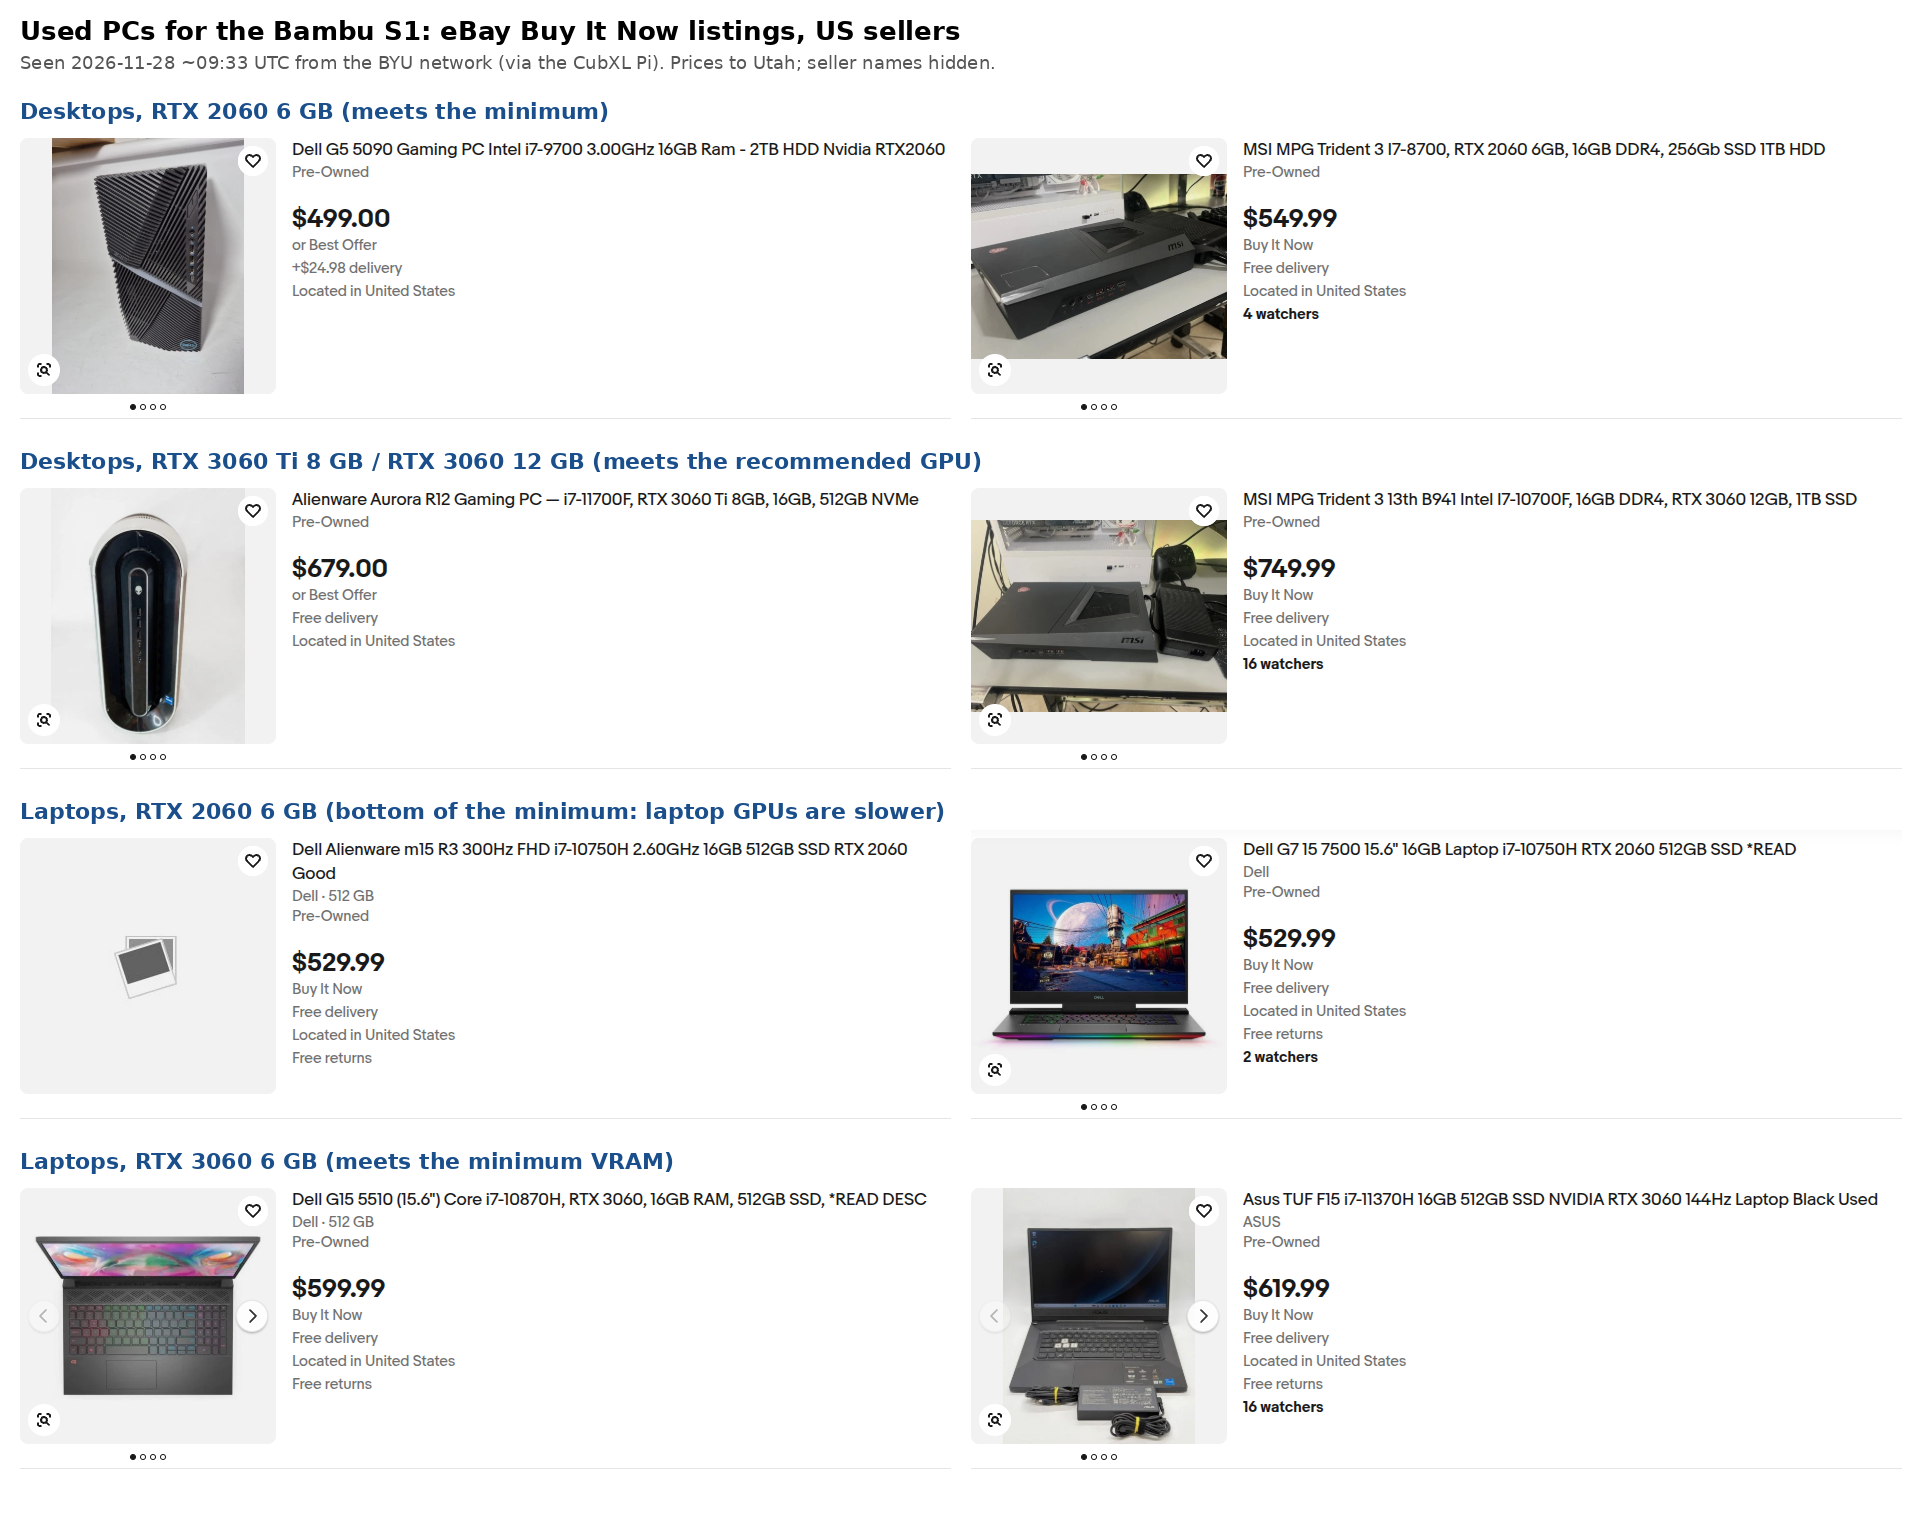 Used PCs for the Bambu S1: eBay Buy It Now listings, US sellers
Seen 2026-11-28 ~09:33 UTC from the BYU network (via the CubXL Pi). Prices to Utah; seller names hidden.
Desktops, RTX 2060 6 GB (meets the minimum)
Dell G5 5090 Gaming PC Intel i7-9700 3.00GHz 16GB Ram - 2TB HDD Nvidia RTX2060
Pre-Owned
$499.00
or Best Offer
+$24.98 delivery
Located in United States
MSI MPG Trident 3 I7-8700, RTX 2060 6GB, 16GB DDR4, 256Gb SSD 1TB HDD
Pre-Owned
$549.99
Buy It Now
Free delivery
Located in United States
4 watchers
msi
Desktops, RTX 3060 Ti 8 GB / RTX 3060 12 GB (meets the recommended GPU)
Alienware Aurora R12 Gaming PC — i7-11700F, RTX 3060 Ti 8GB, 16GB, 512GB NVMe
Pre-Owned
$679.00
or Best Offer
Free delivery
Located in United States
MSI MPG Trident 3 13th B941 Intel I7-10700F, 16GB DDR4, RTX 3060 12GB, 1TB SSD
Pre-Owned
$749.99
Buy It Now
Free delivery
Located in United States
16 watchers
msi
Laptops, RTX 2060 6 GB (bottom of the minimum: laptop GPUs are slower)
Dell Alienware m15 R3 300Hz FHD i7-10750H 2.60GHz 16GB 512GB SSD RTX 2060
Good
Dell · 512 GB
Pre-Owned
$529.99
Buy It Now
Free delivery
Located in United States
Free returns
Dell G7 15 7500 15.6" 16GB Laptop i7-10750H RTX 2060 512GB SSD *READ
Dell
Pre-Owned
$529.99
Buy It Now
Free delivery
Located in United States
Free returns
2 watchers
Laptops, RTX 3060 6 GB (meets the minimum VRAM)
Dell G15 5510 (15.6") Core i7-10870H, RTX 3060, 16GB RAM, 512GB SSD, *READ DESC
Dell · 512 GB
Pre-Owned
$599.99
Buy It Now
Free delivery
Located in United States
Free returns
Asus TUF F15 i7-11370H 16GB 512GB SSD NVIDIA RTX 3060 144Hz Laptop Black Used
ASUS
Pre-Owned
$619.99
Buy It Now
Free delivery
Located in United States
Free returns
16 watchers